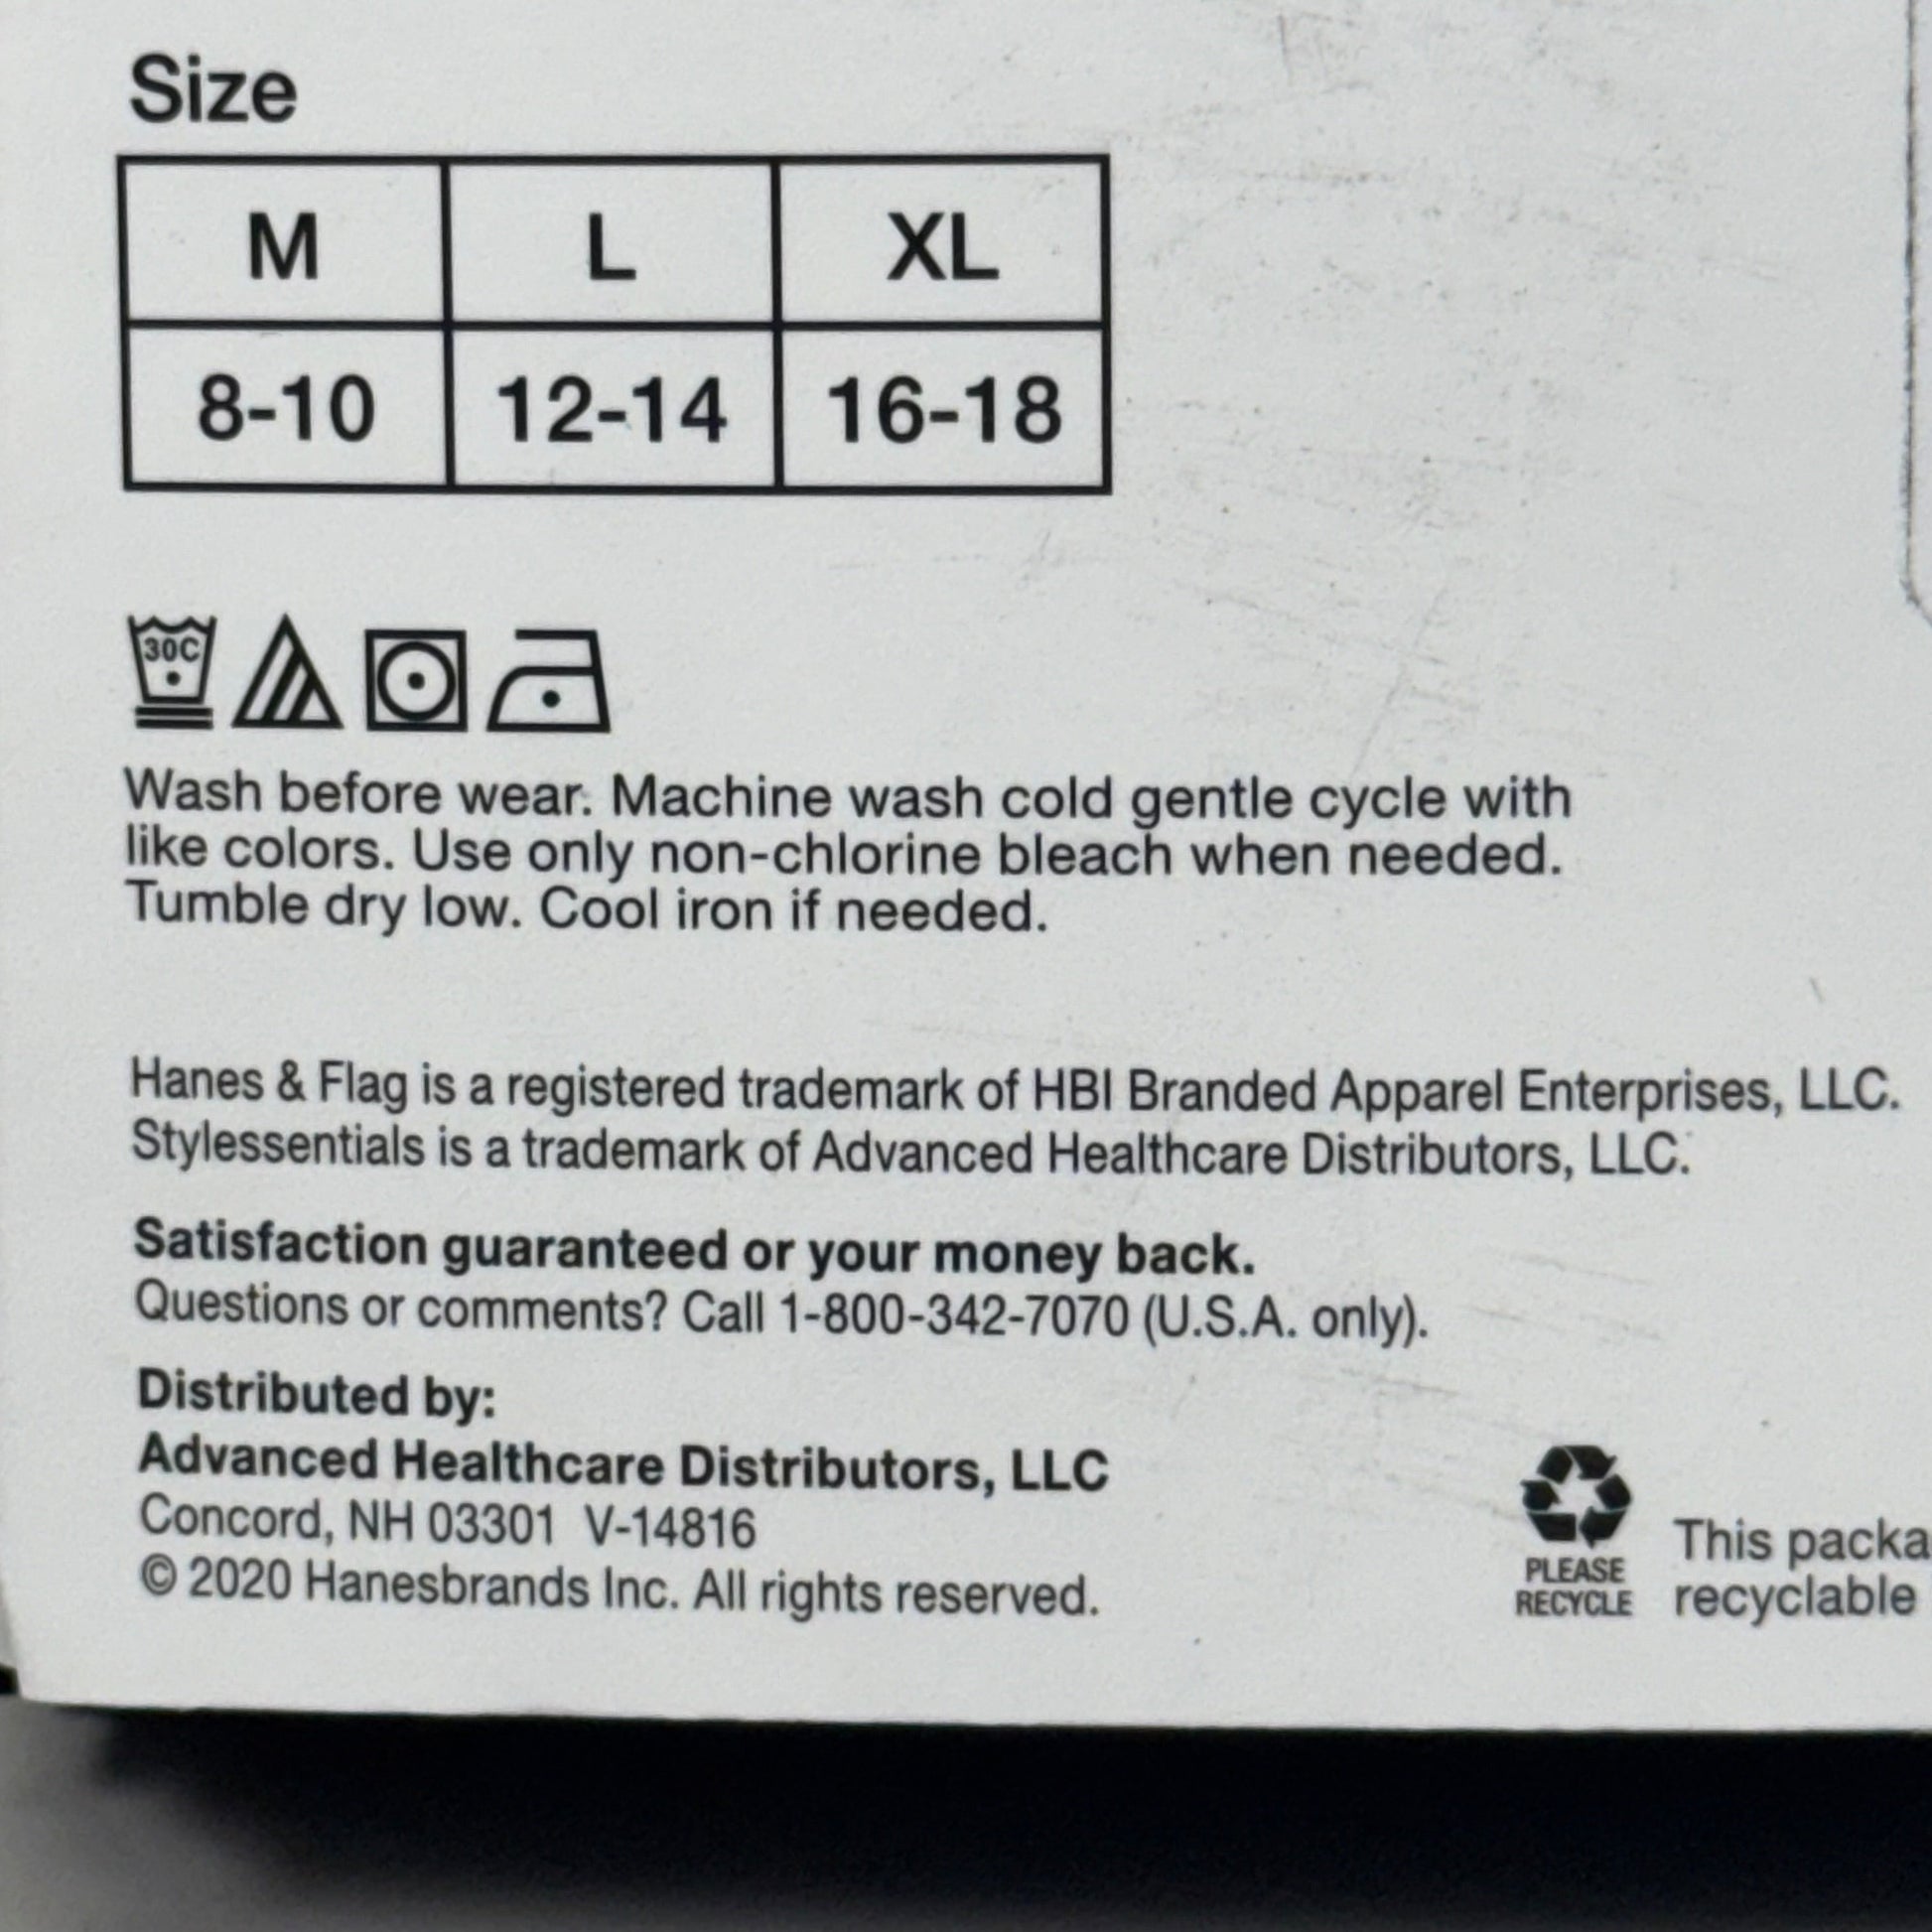 Size
M L XL
8-10 12-14 16-18
30C
Wash before wear. Machine wash cold gentle cycle with
like colors. Use only non-chlorine bleach when needed.
Tumble dry low. Cool iron if needed.
Hanes & Flag is a registered trademark of HBI Branded Apparel Enterprises, LLC.
Stylessentials is a trademark of Advanced Healthcare Distributors, LLC.
Satisfaction guaranteed or your money back.
Questions or comments? Call 1-800-342-7070 (U.S.A. only).
Distributed by:
Advanced Healthcare Distributors, LLC
Concord, NH 03301 V-14816
© 2020 Hanesbrands Inc. All rights reserved.
PLEASE
RECYCLE
This packa
recyclable